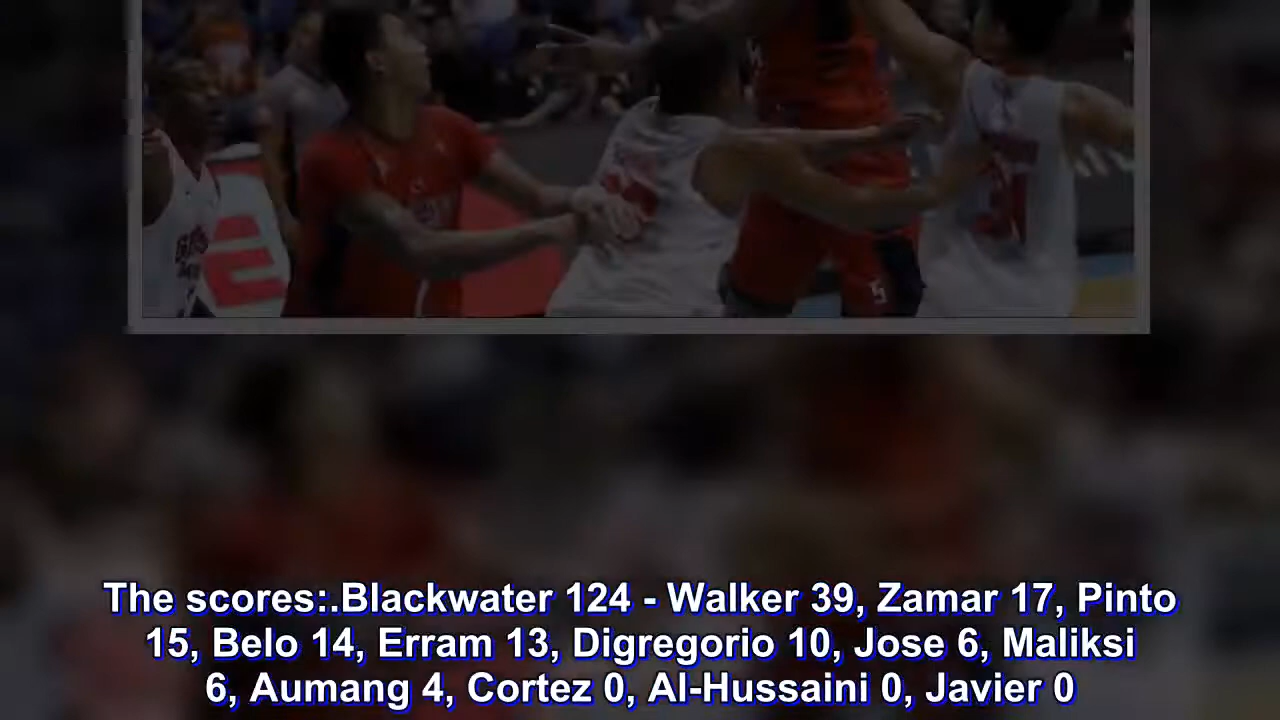 The scores:.Blackwater 124 - Walker 39, Zamar 17, Pinto
15, Belo 14, Erram 13, Digregorio 10, Jose 6, Maliksi
6, Aumang 4, Cortez 0, Al-Hussaini 0, Javier 0